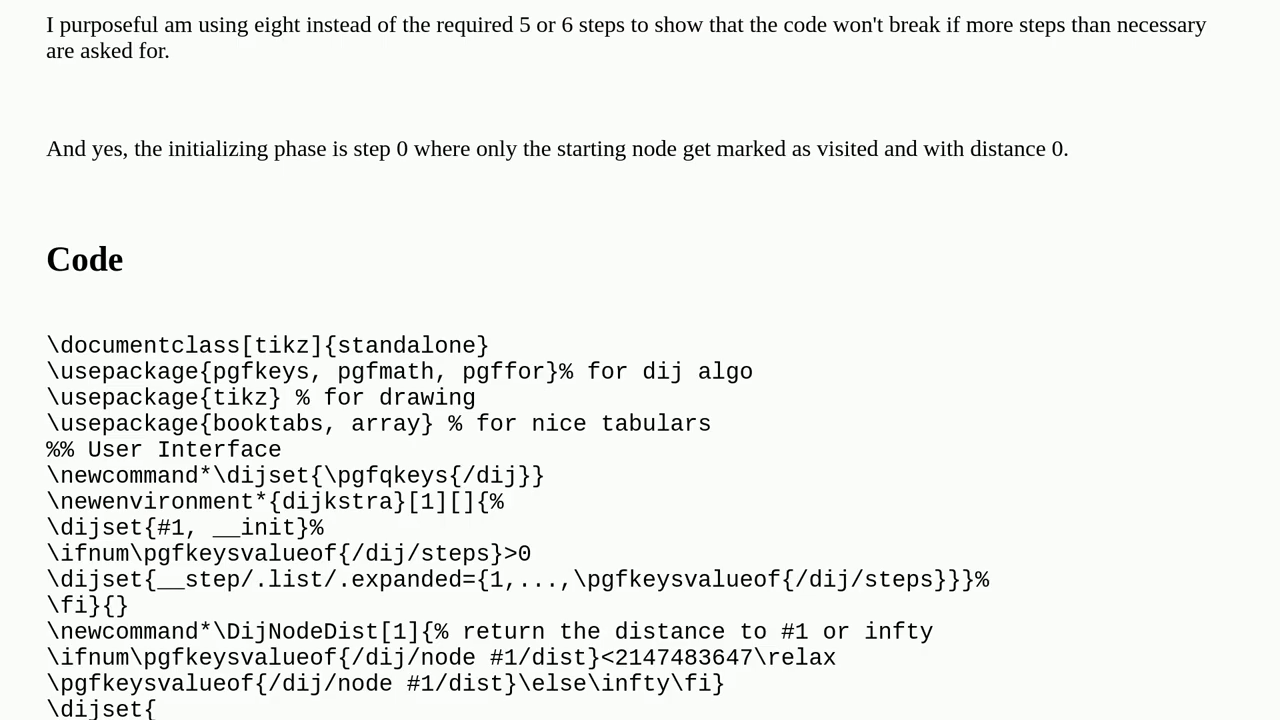 I purposeful am using eight instead of the required 5 or 6 steps to show that the code won't break if more steps than necessary
are asked for.
And yes, the initializing phase is step 0 where only the starting node get marked as visited and with distance 0.
Code
\documentclass[tikz]{standalone}
\usepackage{pgfkeys, pgfmath, pgffor}% for dij algo
\usepackage{tikz} % for drawing
\usepackage{booktabs, array} % for nice tabulars
%% User Interface
\newcommand*\dijset{\pgfqkeys{/dij}}
\newenvironment*{dijkstra}[1][]{%
\dijset{#1, __init}%
\ifnum\pgfkeysvalueof{/dij/steps}>0
\dijset{__step/.list/.expanded={1,...,\pgfkeysvalueof{/dij/steps}}}%
\fi}{}
\newcommand*\DijNodeDist[1]{% return the distance to #1 or infty
\ifnum\pgfkeysvalueof{/dij/node #1/dist}<2147483647\relax
\pgfkeysvalueof{/dij/node #1/dist}\else\infty\fi}
\dijset{